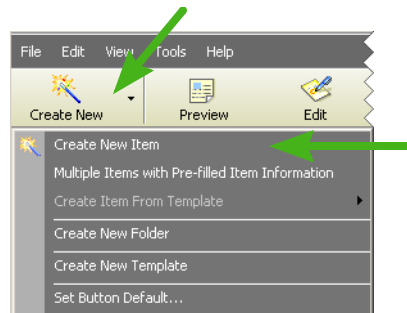 File Edit View Tools Help
Create New Preview Edit
Create New Item
Multiple Items with Pre-filled Item Information
Create Item From Template
Create New Folder
Create New Template
Set Button Default...